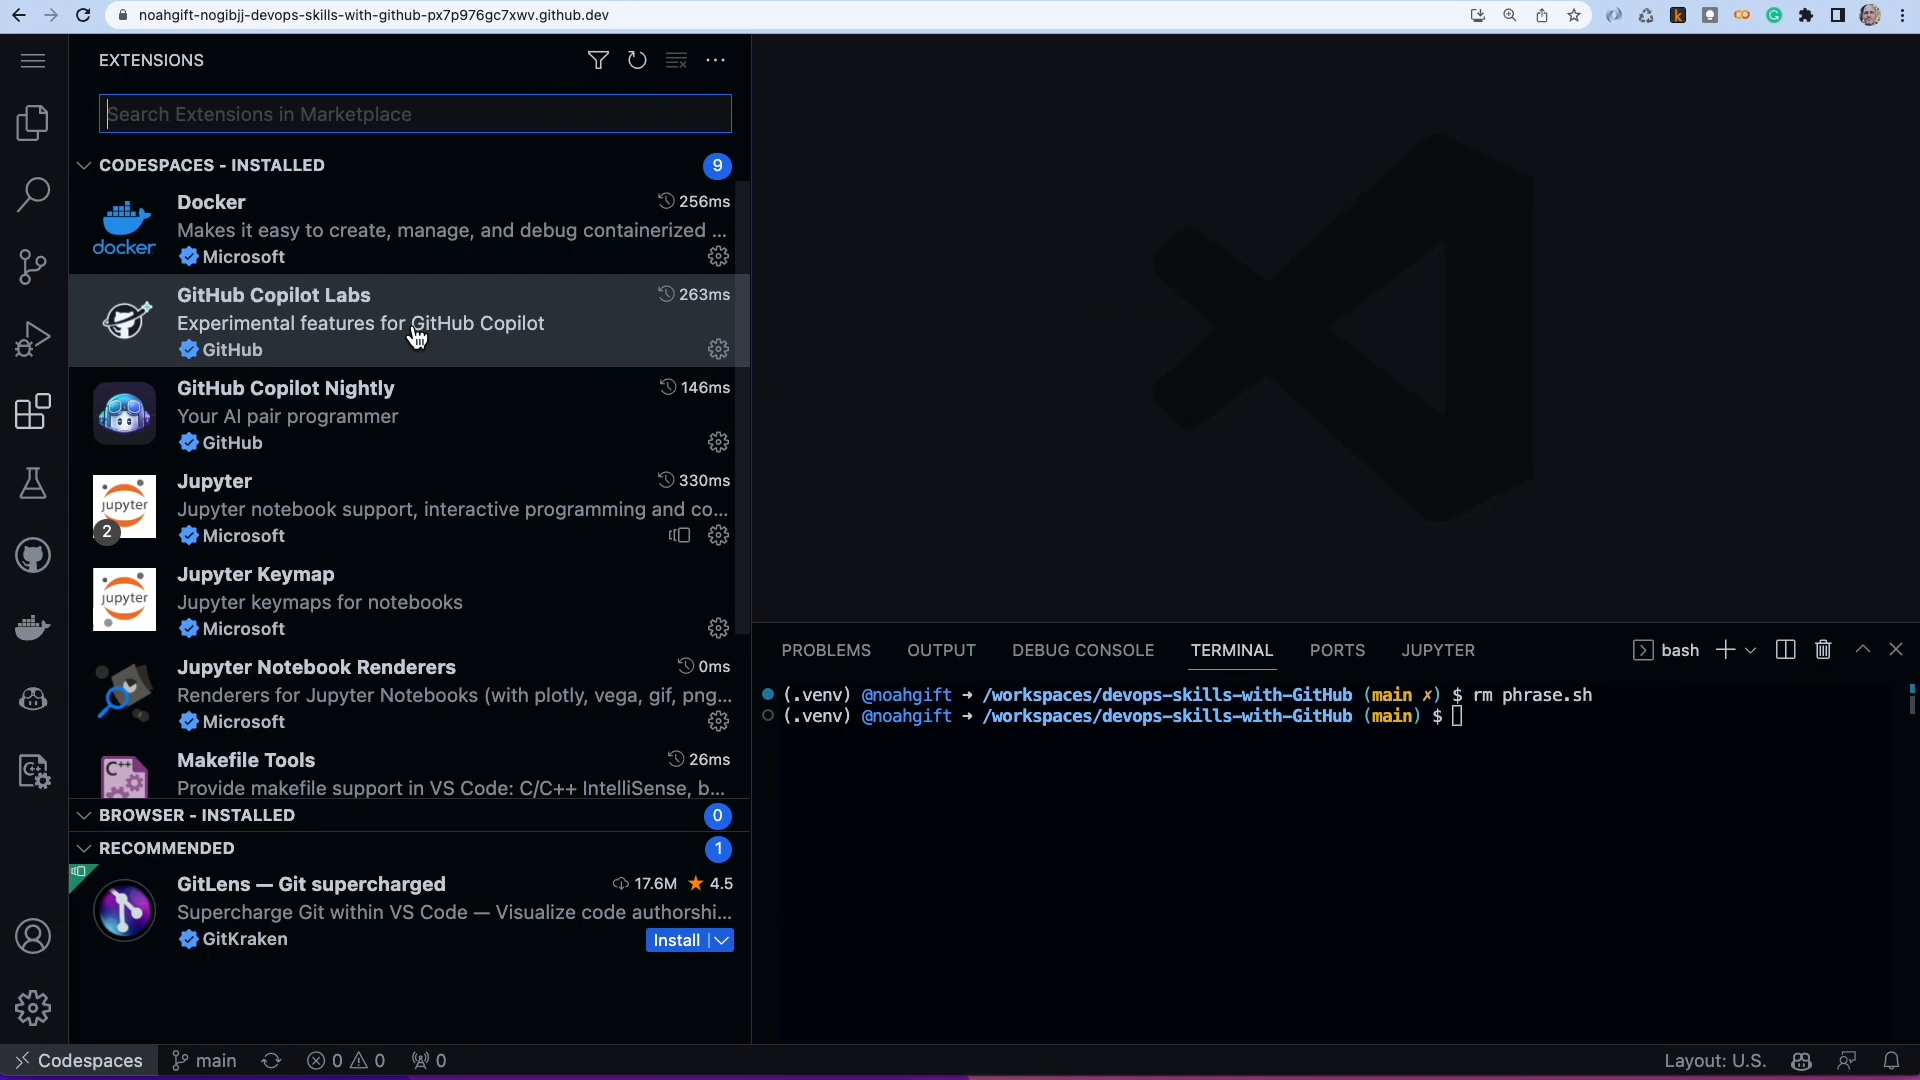 noahgift-nogibjj-devops-skills-with-github-px7p976gc7xwv.github.dev
EXTENSIONS
Search Extensions in Marketplace
CODESPACES - INSTALLED 9
Docker 256ms
Makes it easy to create, manage, and debug containerized ...
docker
Microsoft
GitHub Copilot Labs 263ms
Experimental features for GitHub Copilot
GitHub
GitHub Copilot Nightly 146ms
Your AI pair programmer
GitHub
Jupyter 330ms
jupyter
Jupyter notebook support, interactive programming and co...
2
Microsoft
Jupyter Keymap
jupyter
Jupyter keymaps for notebooks
Microsoft
Jupyter Notebook Renderers 0ms
Renderers for Jupyter Notebooks (with plotly, vega, gif, png...
Microsoft
Makefile Tools 26ms
C++
Provide makefile support in VS Code: C/C++ IntelliSense, b...
BROWSER - INSTALLED 0
RECOMMENDED 1
GitLens — Git supercharged 17.6M 4.5
Supercharge Git within VS Code — Visualize code authorshi...
GitKraken
Install
PROBLEMS OUTPUT DEBUG CONSOLE TERMINAL PORTS JUPYTER bash
(.venv) @noahgift → /workspaces/devops-skills-with-GitHub (main ✗) $ rm phrase.sh
(.venv) @noahgift → /workspaces/devops-skills-with-GitHub (main) $
Codespaces main 0 0 0 Layout: U.S.